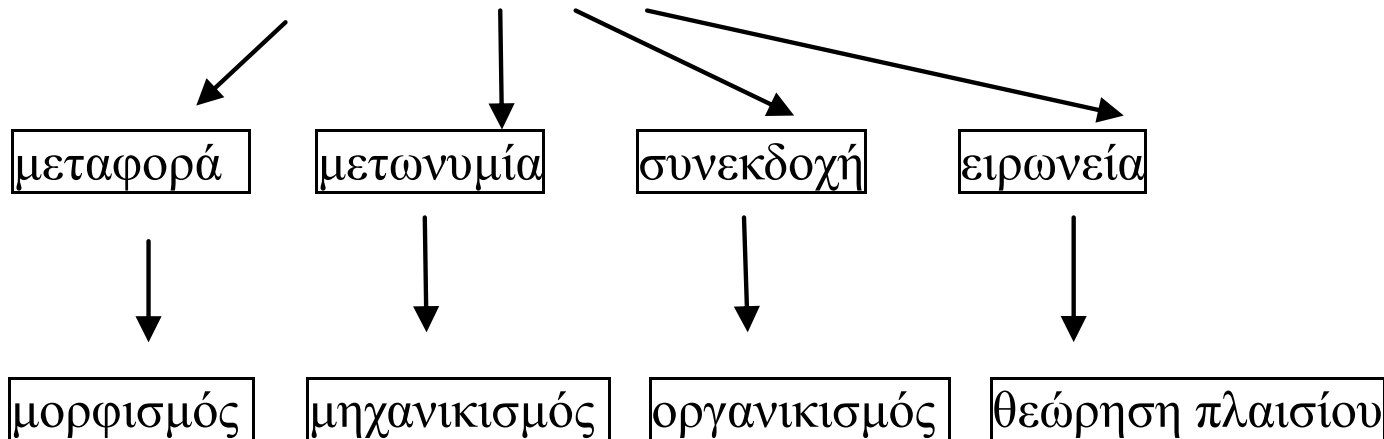 μεταφορά μετωνυμία συνεκδοχή ειρωνεία
μορφισμός μηχανικισμός οργανικισμός θεώρηση πλαισίου